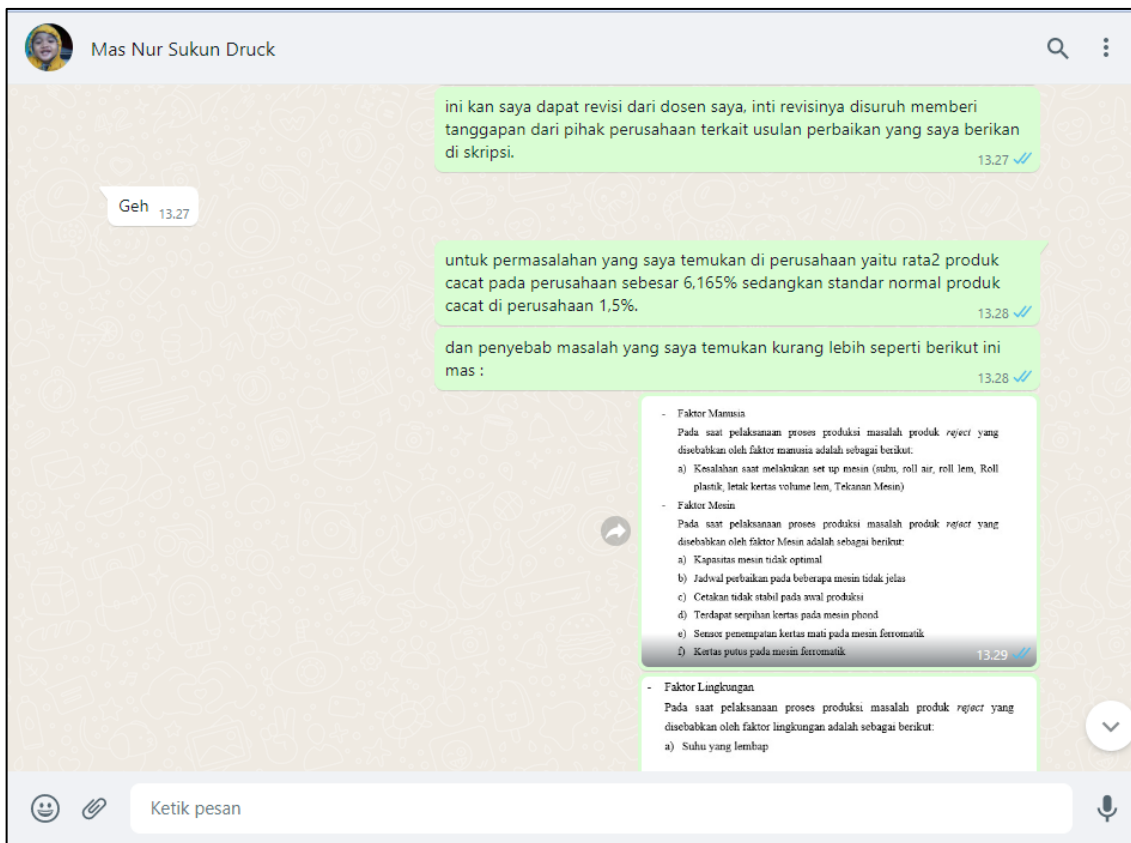 Mas Nur Sukun Druck
ini kan saya dapat revisi dari dosen saya, inti revisinya disuruh memberi
tanggapan dari pihak perusahaan terkait usulan perbaikan yang saya berikan
di skripsi.
13.27
Geh
13.27
untuk permasalahan yang saya temukan di perusahaan yaitu rata2 produk
cacat pada perusahaan sebesar 6,165% sedangkan standar normal produk
cacat di perusahaan 1,5%.
13.28
dan penyebab masalah yang saya temukan kurang lebih seperti berikut ini
mas :
13.28
- Faktor Manusia
Pada saat pelaksanaan proses produksi masalah produk reject yang
disebabkan oleh faktor manusia adalah sebagai berikut:
a) Kesalahan saat melakukan set up mesin (suhu, roll air, roll lem, Roll
plastik, letak kertas volume lem, Tekanan Mesin)
- Faktor Mesin
Pada saat pelaksanaan proses produksi masalah produk reject yang
disebabkan oleh faktor Mesin adalah sebagai berikut:
a) Kapasitas mesin tidak optimal
b) Jadwal perbaikan pada beberapa mesin tidak jelas
c) Cetakan tidak stabil pada awal produksi
d) Terdapat serpihan kertas pada mesin phond
e) Sensor penempatan kertas mati pada mesin ferromatik
f) Kertas putus pada mesin ferromatik
13.29
- Faktor Lingkungan
Pada saat pelaksanaan proses produksi masalah produk reject yang
disebabkan oleh faktor lingkungan adalah sebagai berikut:
a) Suhu yang lembap
Ketik pesan